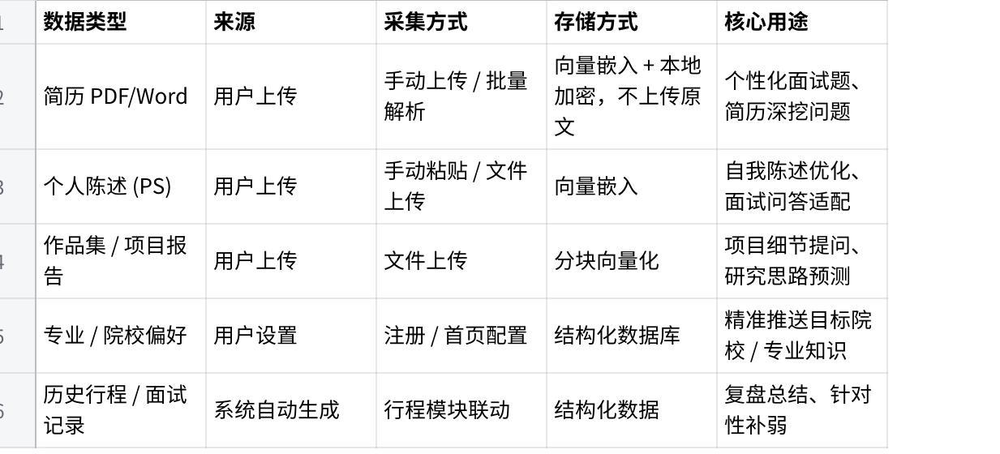 1 数据类型 来源 采集方式 存储方式 核心用途
2 简历 PDF/Word 用户上传 手动上传 / 批量解析 向量嵌入 + 本地加密，不上传原文 个性化面试题、简历深挖问题
3 个人陈述 (PS) 用户上传 手动粘贴 / 文件上传 向量嵌入 自我陈述优化、面试问答适配
4 作品集 / 项目报告 用户上传 文件上传 分块向量化 项目细节提问、研究思路预测
5 专业 / 院校偏好 用户设置 注册 / 首页配置 结构化数据库 精准推送目标院校 / 专业知识
6 历史行程 / 面试记录 系统自动生成 行程模块联动 结构化数据 复盘总结、针对性补弱